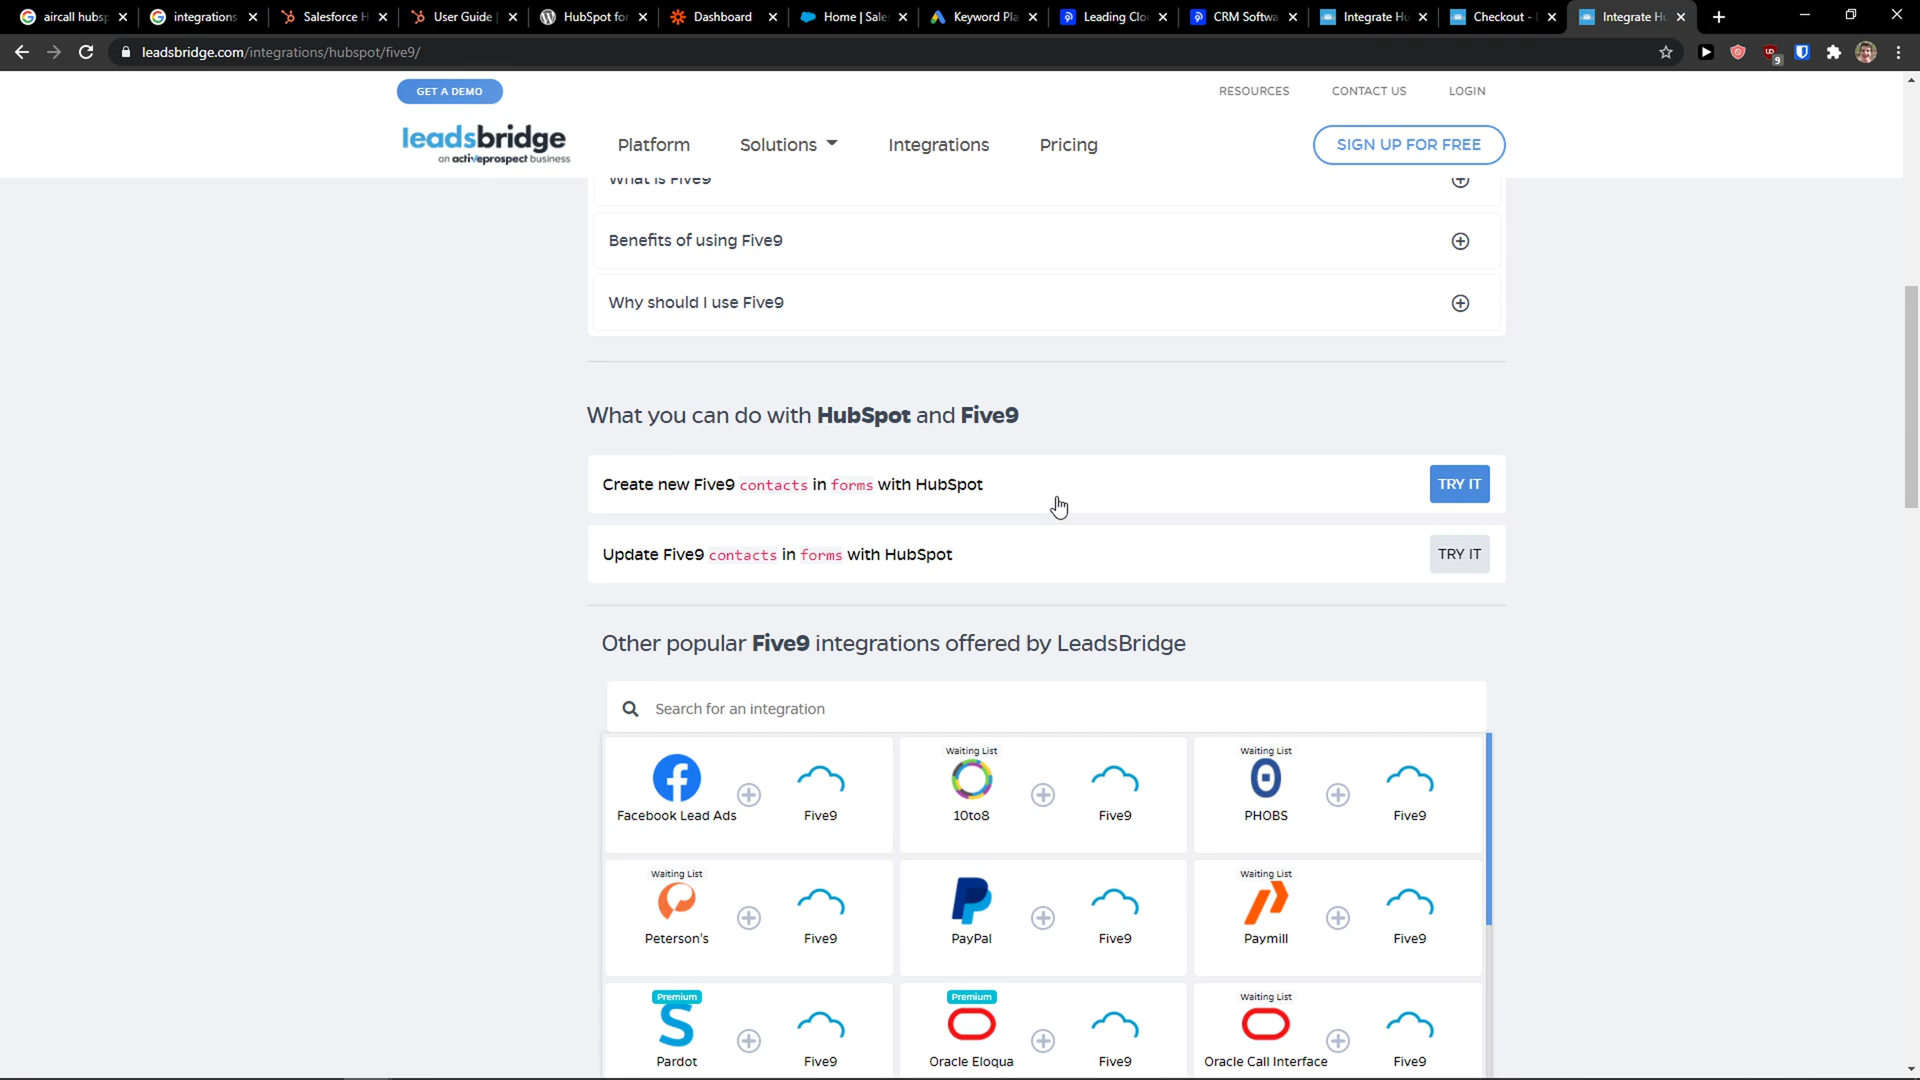 aircall hubsp
integrations
Salesforce H
User Guide
HubSpot for
Dashboard
Home | Sale
Keyword Pla
Leading Clo
CRM Softwa
Integrate Hu
Checkout -
Integrate Hu
leadsbridge.com/integrations/hubspot/five9/
9
GET A DEMO
RESOURCES
CONTACT US
LOGIN
leadsbridge
an activeprospect business
Platform
Solutions
Integrations
Pricing
SIGN UP FOR FREE
What is Five9
Benefits of using Five9
Why should I use Five9
What you can do with HubSpot and Five9
Create new Five9 contacts in forms with HubSpot
TRY IT
Update Five9 contacts in forms with HubSpot
TRY IT
Other popular Five9 integrations offered by LeadsBridge
Search for an integration
Facebook Lead Ads
Five9
Waiting List
10to8
Five9
Waiting List
PHOBS
Five9
Waiting List
Peterson's
Five9
PayPal
Five9
Waiting List
Paymill
Five9
Premium
Pardot
Five9
Premium
Oracle Eloqua
Five9
Waiting List
Oracle Call Interface
Five9